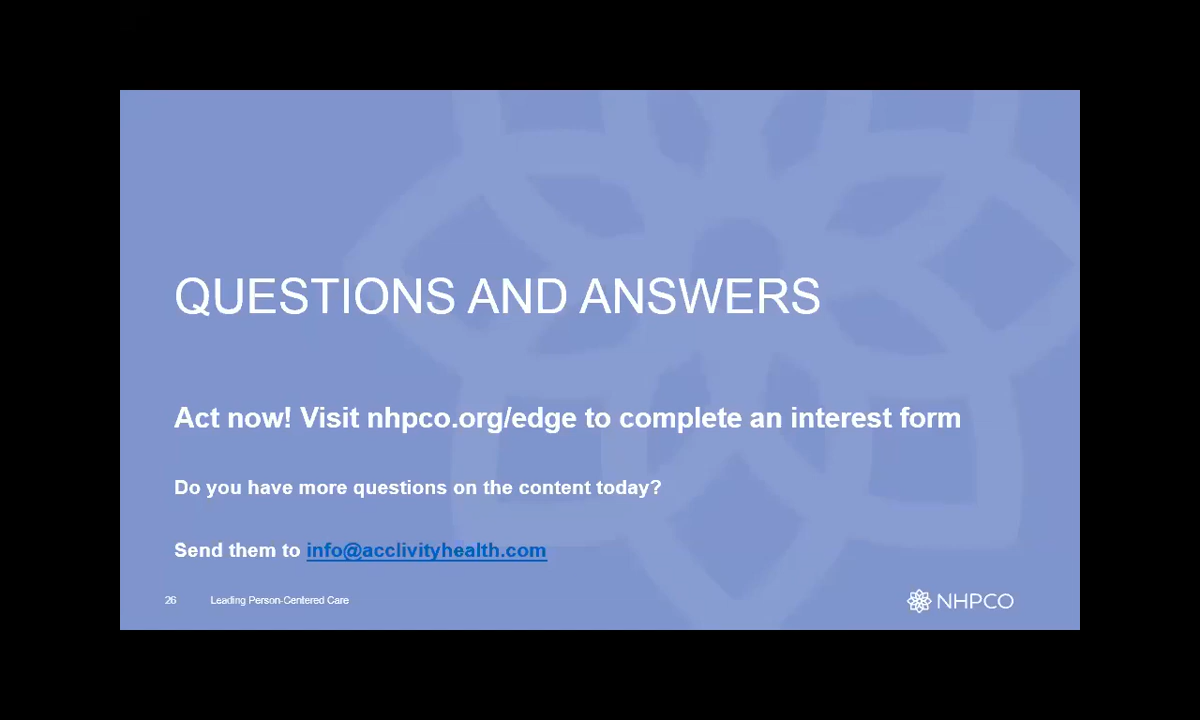 QUESTIONS AND ANSWERS
Act now! Visit nhpco.org/edge to complete an interest form
Do you have more questions on the content today?
Send them to info@acclivityhealth.com
26 Leading Person-Centered Care
NHPCO